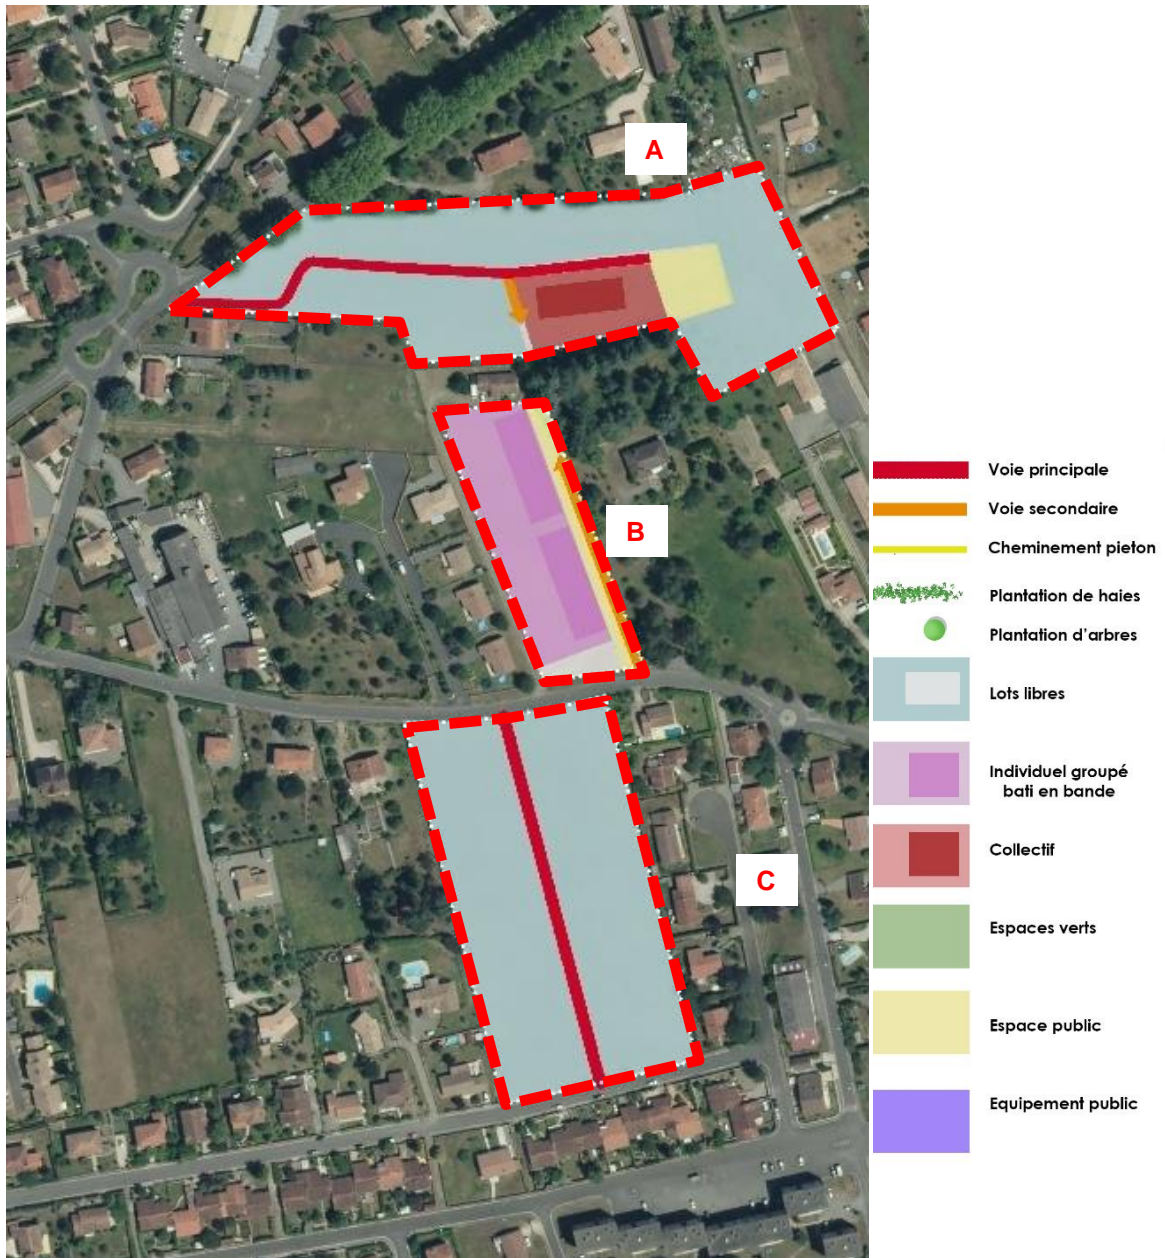 A
B
C
Voie principale
Voie secondaire
Cheminement pieton
Plantation de haies
Plantation d'arbres
Lots libres
Individuel groupé
bati en bande
Collectif
Espaces verts
Espace public
Equipement public